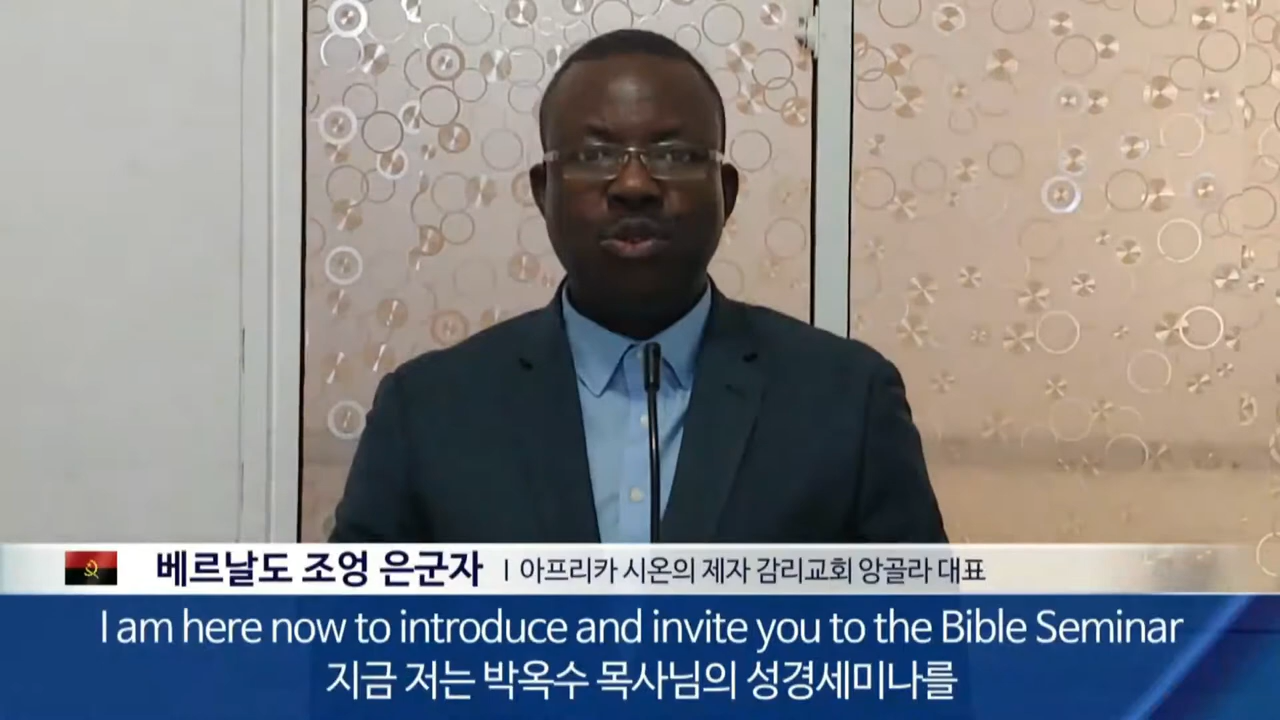 베르날도 조엉 은군자 | 아프리카 시온의 제자 감리교회 앙골라 대표
I am here now to introduce and invite you to the Bible Seminar
지금 저는 박옥수 목사님의 성경세미나를